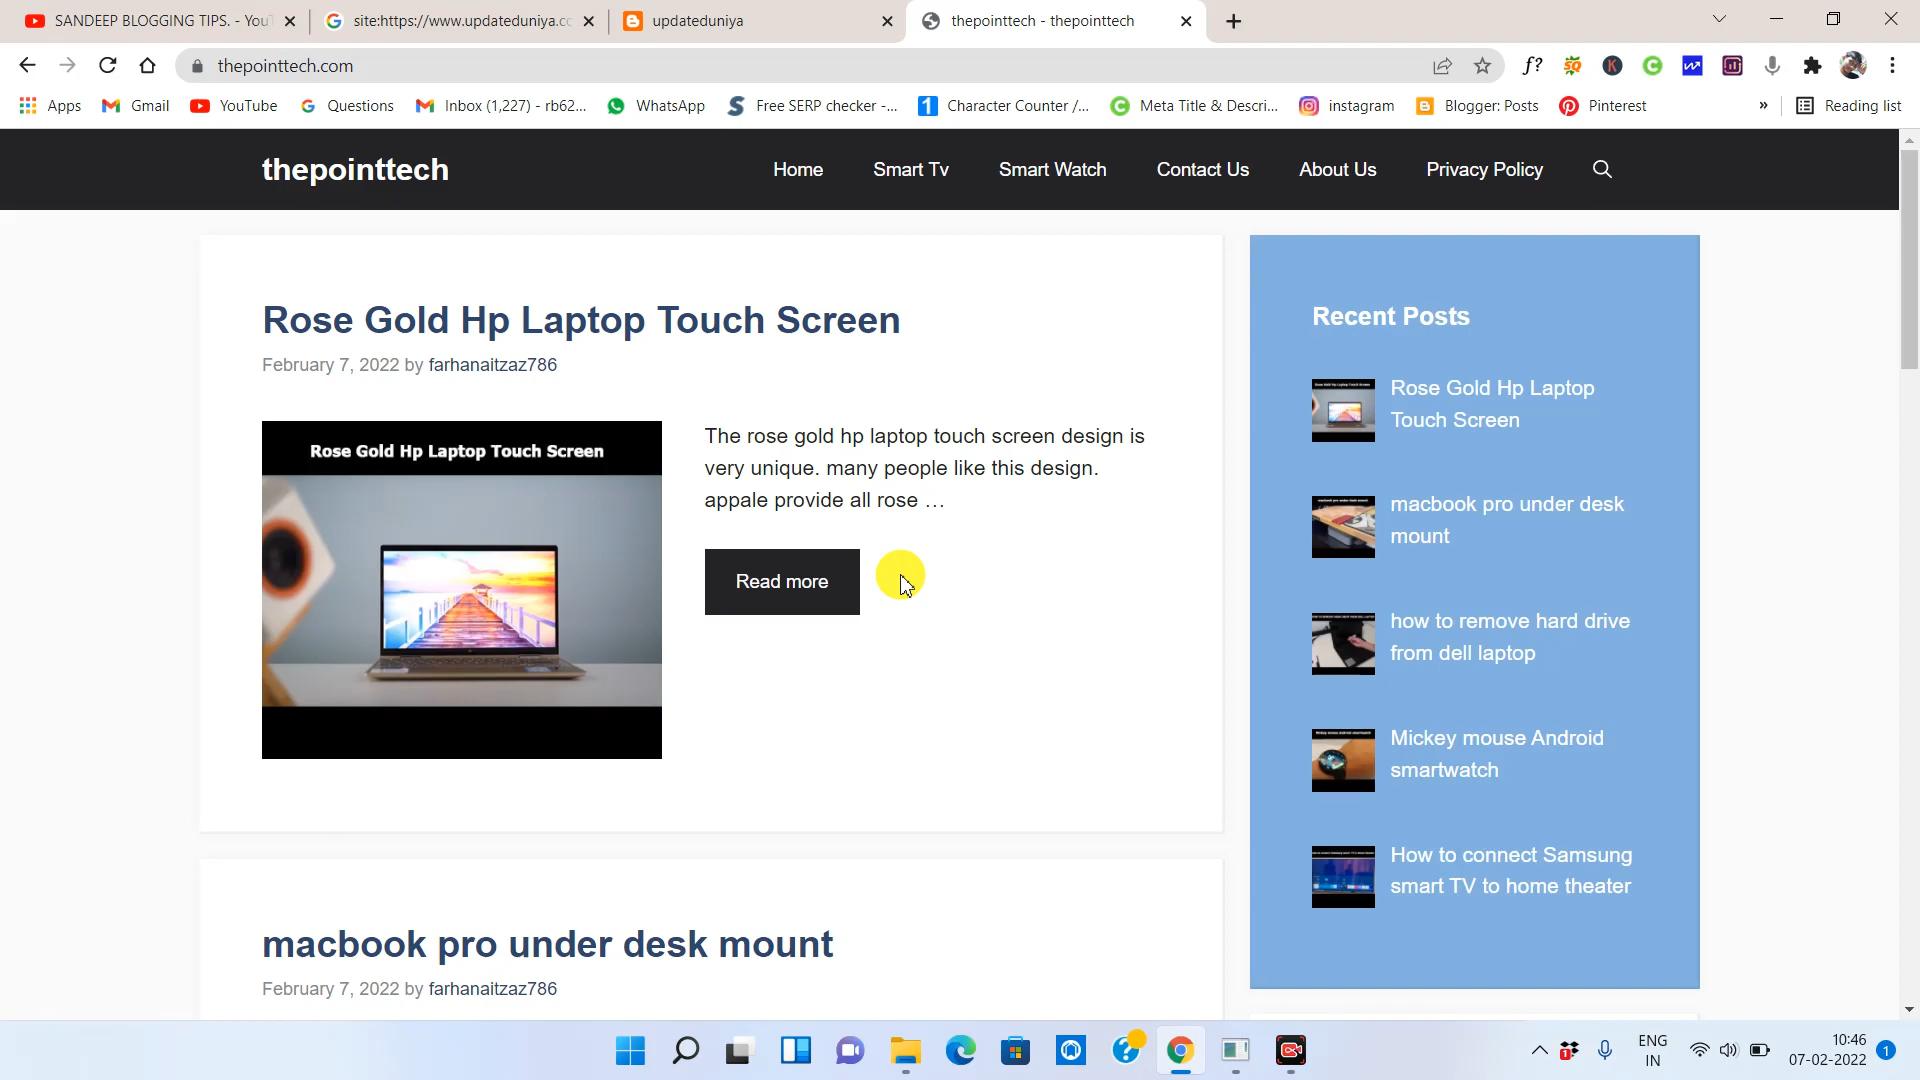 SANDEEP BLOGGING TIPS. - You
site:https://www.updateduniya.co
updateduniya
thepointtech - thepointtech
thepointtech.com
f?
Apps
Gmail
YouTube
Questions
Inbox (1,227) - rb62...
WhatsApp
Free SERP checker -...
Character Counter /...
Meta Title & Descri...
instagram
Blogger: Posts
Pinterest
»
Reading list
thepointtech
Home
Smart Tv
Smart Watch
Contact Us
About Us
Privacy Policy
Rose Gold Hp Laptop Touch Screen
February 7, 2022 by farhanaitzaz786
Rose Gold Hp Laptop Touch Screen
The rose gold hp laptop touch screen design is
very unique. many people like this design.
appale provide all rose …
Read more
macbook pro under desk mount
February 7, 2022 by farhanaitzaz786
Recent Posts
Rose Gold Hp Laptop
Touch Screen
macbook pro under desk
mount
how to remove hard drive
from dell laptop
Mickey mouse Android
smartwatch
How to connect Samsung
smart TV to home theater
ENG
IN
10:46
07-02-2022
1